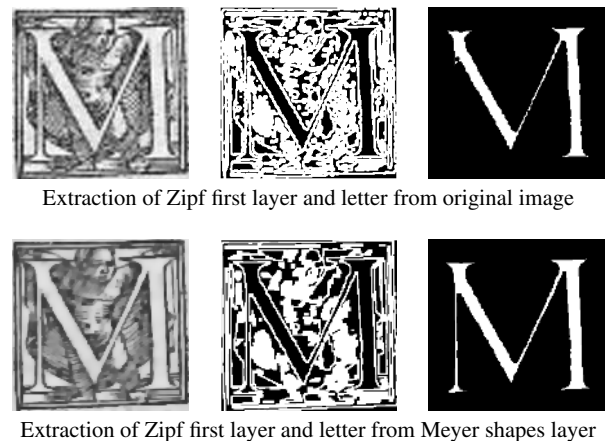 M
Extraction of Zipf first layer and letter from original image
M
Extraction of Zipf first layer and letter from Meyer shapes layer